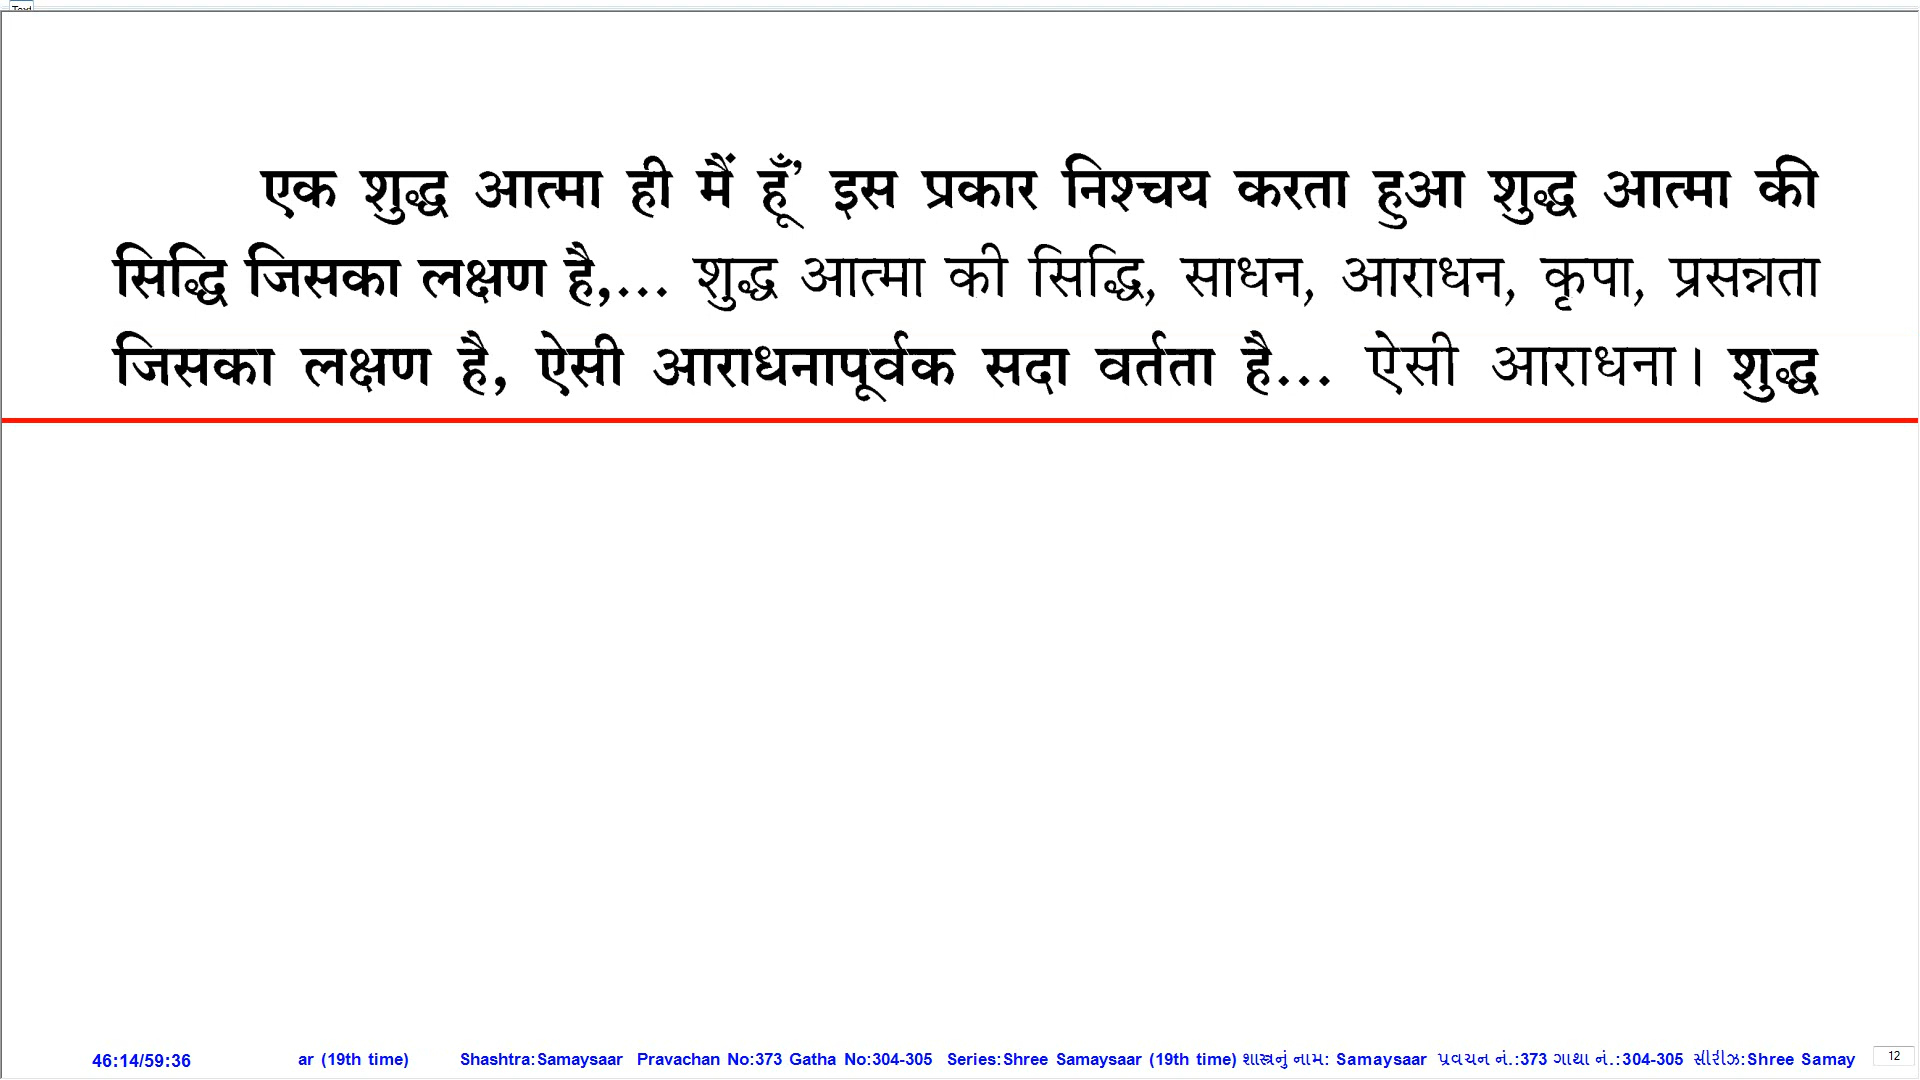 Text
एक शुद्ध आत्मा ही मैं हूँ’ इस प्रकार निश्चय करता हुआ शुद्ध आत्मा की
सिद्धि जिसका लक्षण है,... शुद्ध आत्मा की सिद्धि, साधन, आराधन, कृपा, प्रसन्नता
जिसका लक्षण है, ऐसी आराधनापूर्वक सदा वर्तता है... ऐसी आराधना। शुद्ध
46:14/59:36 ar (19th time) Shashtra:Samaysaar Pravachan No:373 Gatha No:304-305 Series:Shree Samaysaar (19th time) શાસ્ત્રનું નામ: Samaysaar પ્રવચન નં.:373 ગાથા નં.:304-305 સીરીઝ:Shree Samay 12